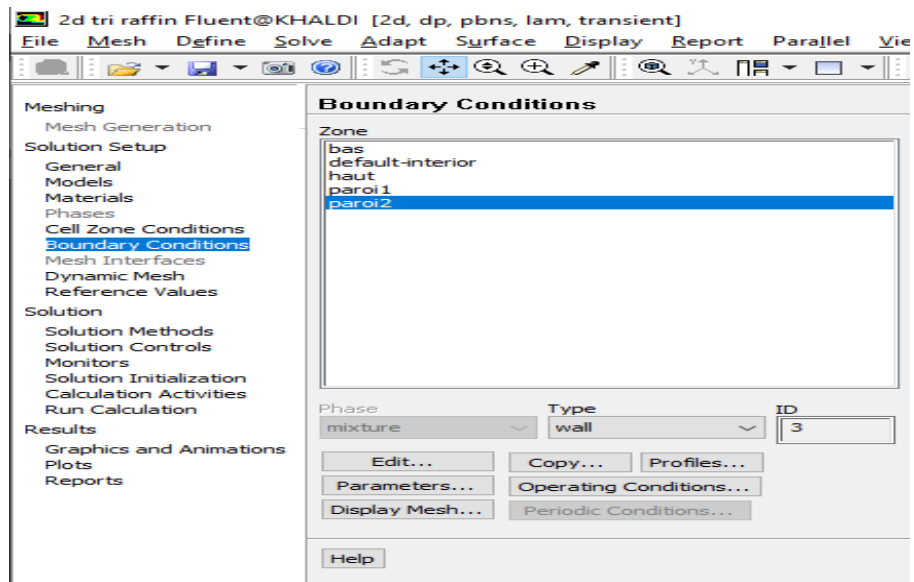 2d tri raffin Fluent@KHALDI [2d, dp, pbns, lam, transient]
File Mesh Define Solve Adapt Surface Display Report Parallel Vie
Meshing
Mesh Generation
Solution Setup
General
Models
Materials
Phases
Cell Zone Conditions
Boundary Conditions
Mesh Interfaces
Dynamic Mesh
Reference Values
Solution
Solution Methods
Solution Controls
Monitors
Solution Initialization
Calculation Activities
Run Calculation
Results
Graphics and Animations
Plots
Reports
Boundary Conditions
Zone
bas
default-interior
haut
paroi1
paroi2
Phase Type ID
mixture wall 3
Edit... Copy... Profiles...
Parameters... Operating Conditions...
Display Mesh... Periodic Conditions...
Help